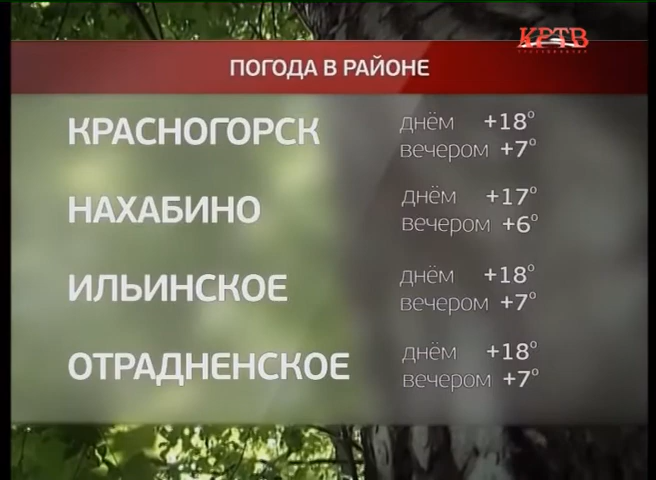 КРТВ
ПОГОДА В РАЙОНЕ
КРАСНОГОРСК
днём +18°
вечером +7°
НАХАБИНО
днём +17°
вечером +6°
ИЛЬИНСКОЕ
днём +18°
вечером +7°
ОТРАДНЕНСКОЕ
днём +18°
вечером +7°